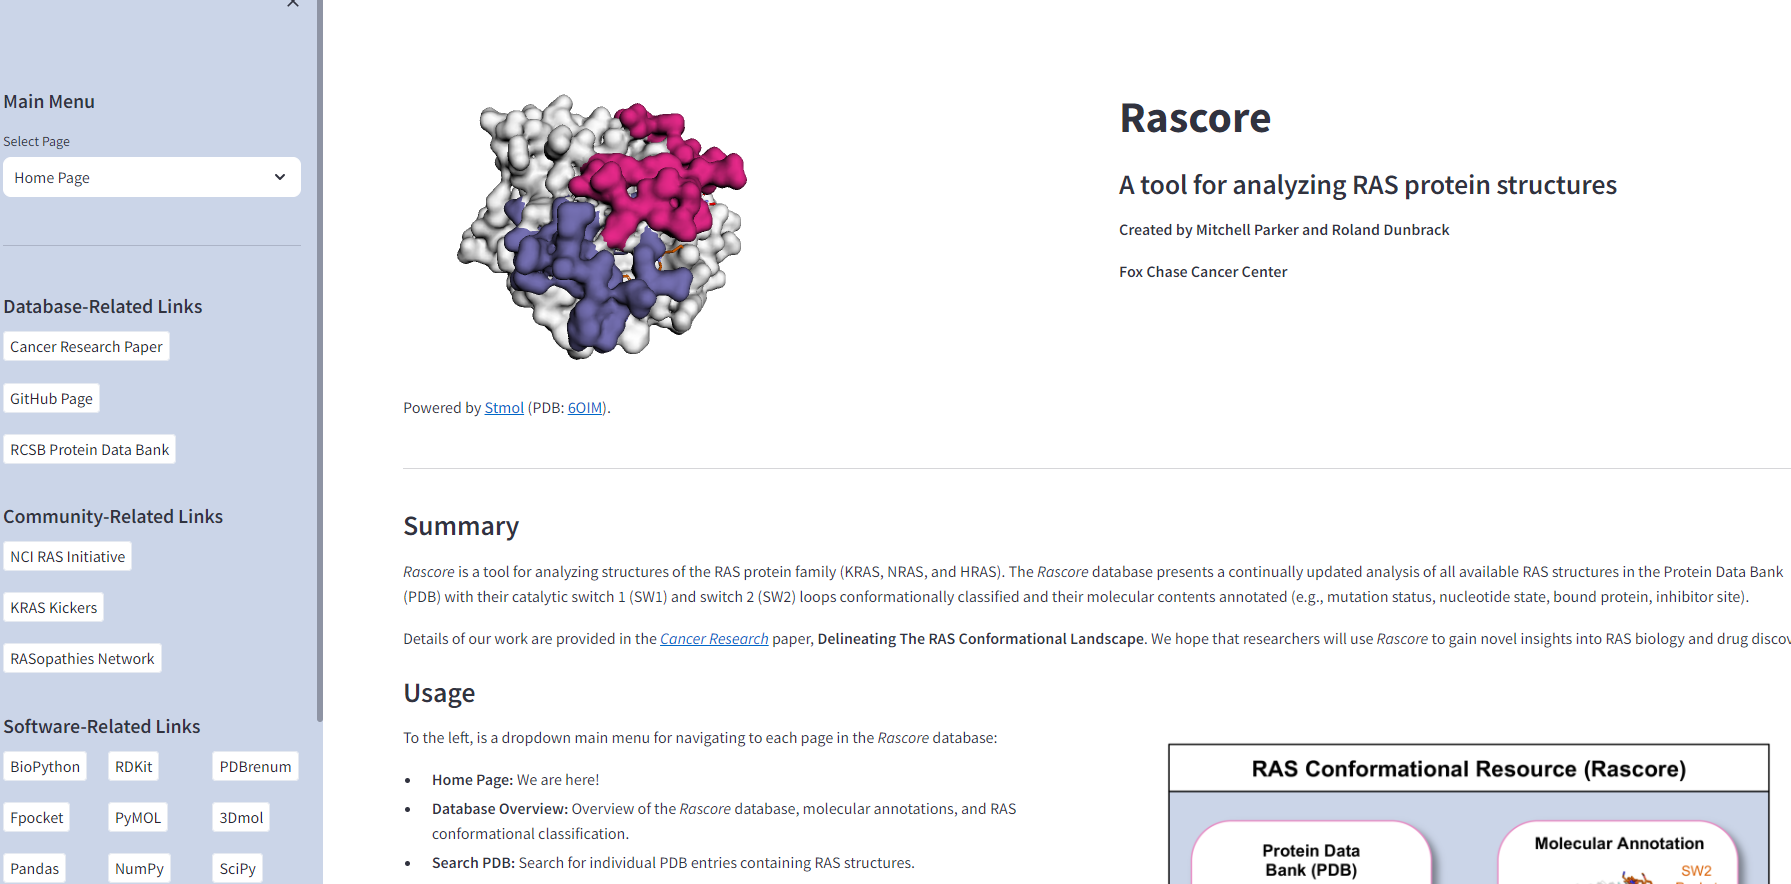 Main Menu
Select Page
Home Page
Database-Related Links
Cancer Research Paper
GitHub Page
RCSB Protein Data Bank
Community-Related Links
NCI RAS Initiative
KRAS Kickers
RASopathies Network
Software-Related Links
BioPython RDKit PDBrenum
Fpocket PyMOL 3Dmol
Pandas NumPy SciPy
Rascore
A tool for analyzing RAS protein structures
Created by Mitchell Parker and Roland Dunbrack
Fox Chase Cancer Center
Powered by Stmol (PDB: 6OIM).
Summary
Rascore is a tool for analyzing structures of the RAS protein family (KRAS, NRAS, and HRAS). The Rascore database presents a continually updated analysis of all available RAS structures in the Protein Data Bank
(PDB) with their catalytic switch 1 (SW1) and switch 2 (SW2) loops conformationally classified and their molecular contents annotated (e.g., mutation status, nucleotide state, bound protein, inhibitor site).
Details of our work are provided in the Cancer Research paper, Delineating The RAS Conformational Landscape. We hope that researchers will use Rascore to gain novel insights into RAS biology and drug discov
Usage
To the left, is a dropdown main menu for navigating to each page in the Rascore database:
• Home Page: We are here!
• Database Overview: Overview of the Rascore database, molecular annotations, and RAS
conformational classification.
• Search PDB: Search for individual PDB entries containing RAS structures.
RAS Conformational Resource (Rascore)
Protein Data
Bank (PDB)
Molecular Annotation
SW2